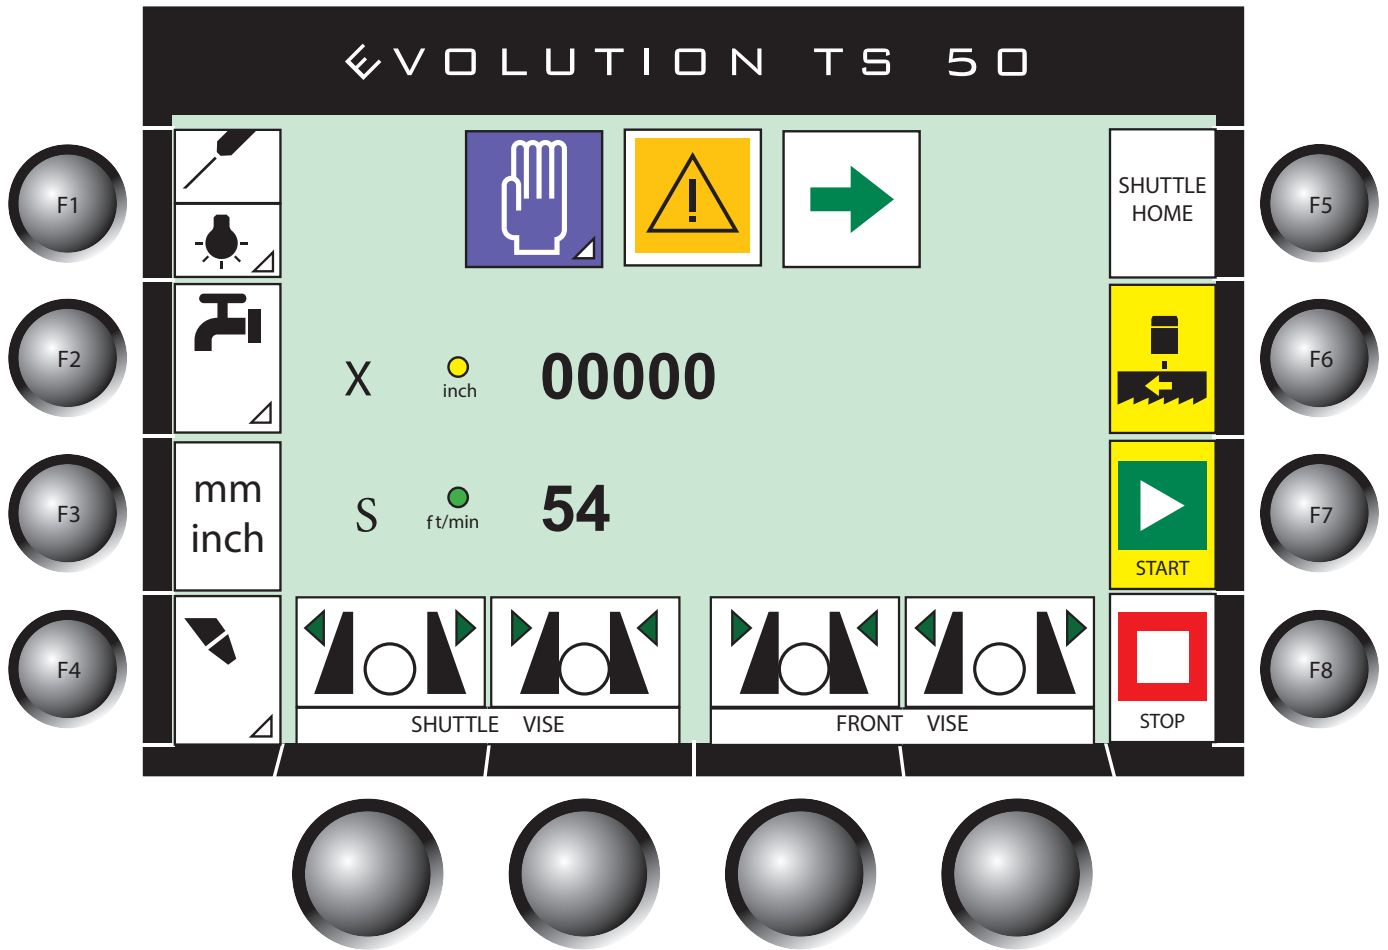 EVOLUTION TS 50
F1
F2
F3
F4
mm
inch
X
inch
00000
S
ft/min
54
SHUTTLE VISE
FRONT VISE
SHUTTLE
HOME
START
STOP
F5
F6
F7
F8